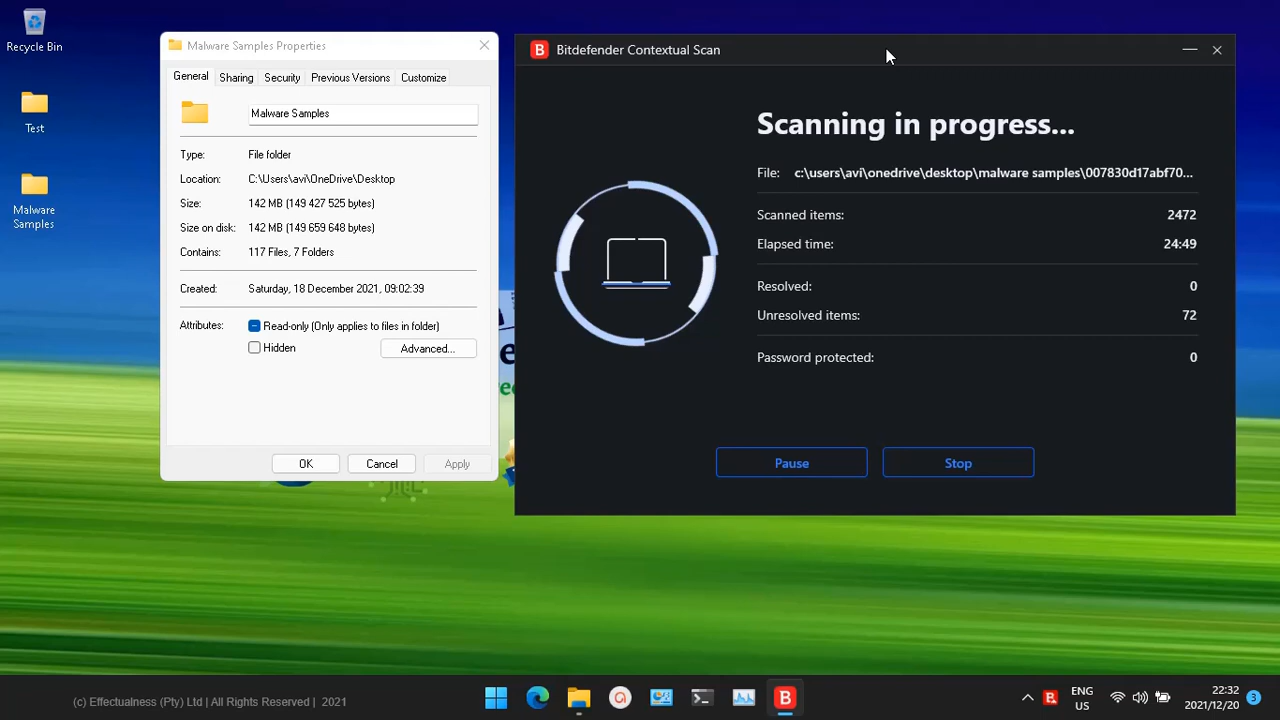 Recycle Bin
Test
Malware
Samples
Malware Samples Properties
General
Sharing
Security
Previous Versions
Customize
Malware Samples
Type: File folder
Location: C:\Users\avi\OneDrive\Desktop
Size: 142 MB (149 427 525 bytes)
Size on disk: 142 MB (149 659 648 bytes)
Contains: 117 Files, 7 Folders
Created: Saturday, 18 December 2021, 09:02:39
Attributes: Read-only (Only applies to files in folder)
Hidden
Advanced...
OK
Cancel
Apply
B Bitdefender Contextual Scan
Scanning in progress...
File: c:\users\avi\onedrive\desktop\malware samples\007830d17abf70...
Scanned items: 2472
Elapsed time: 24:49
Resolved: 0
Unresolved items: 72
Password protected: 0
Pause
Stop
(c) Effectualness (Pty) Ltd | All Rights Reserved | 2021
B
B
ENG
US
22:32
2021/12/20
3